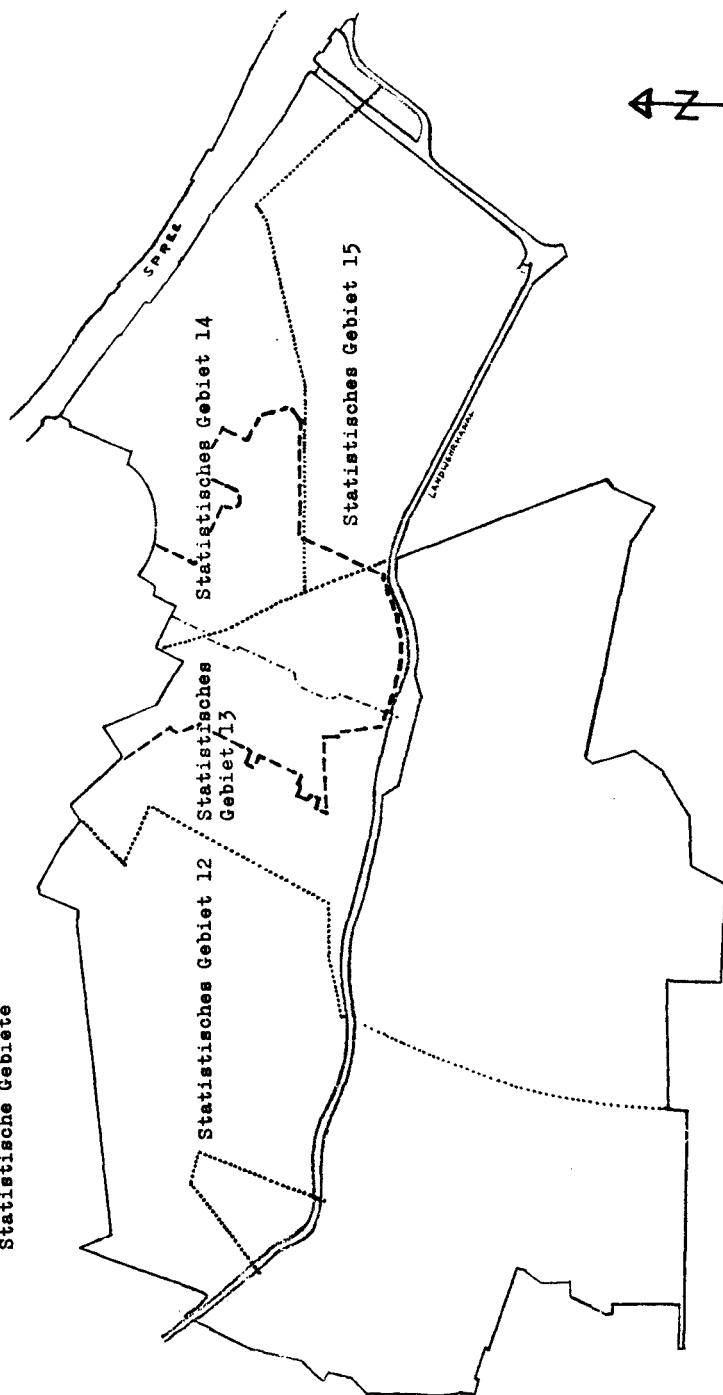 Statistische Gebiete
SPREE
Statistisches Gebiet 14
Statistisches Gebiet 15
LANDWEHRKANAL
Statistisches
Gebiet 13
Statistisches Gebiet 12
N